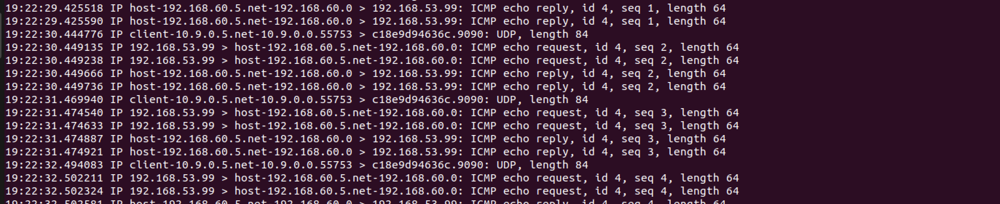 19:22:29.425518 IP host-192.168.60.5.net-192.168.60.0 > 192.168.53.99: ICMP echo reply, id 4, seq 1, length 64
19:22:29.425590 IP host-192.168.60.5.net-192.168.60.0 > 192.168.53.99: ICMP echo reply, id 4, seq 1, length 64
19:22:30.444776 IP client-10.9.0.5.net-10.9.0.0.55753 > c18e9d94636c.9090: UDP, length 84
19:22:30.449135 IP 192.168.53.99 > host-192.168.60.5.net-192.168.60.0: ICMP echo request, id 4, seq 2, length 64
19:22:30.449238 IP 192.168.53.99 > host-192.168.60.5.net-192.168.60.0: ICMP echo request, id 4, seq 2, length 64
19:22:30.449666 IP host-192.168.60.5.net-192.168.60.0 > 192.168.53.99: ICMP echo reply, id 4, seq 2, length 64
19:22:30.449736 IP host-192.168.60.5.net-192.168.60.0 > 192.168.53.99: ICMP echo reply, id 4, seq 2, length 64
19:22:31.469940 IP client-10.9.0.5.net-10.9.0.0.55753 > c18e9d94636c.9090: UDP, length 84
19:22:31.474540 IP 192.168.53.99 > host-192.168.60.5.net-192.168.60.0: ICMP echo request, id 4, seq 3, length 64
19:22:31.474633 IP 192.168.53.99 > host-192.168.60.5.net-192.168.60.0: ICMP echo request, id 4, seq 3, length 64
19:22:31.474887 IP host-192.168.60.5.net-192.168.60.0 > 192.168.53.99: ICMP echo reply, id 4, seq 3, length 64
19:22:31.474921 IP host-192.168.60.5.net-192.168.60.0 > 192.168.53.99: ICMP echo reply, id 4, seq 3, length 64
19:22:32.494083 IP client-10.9.0.5.net-10.9.0.0.55753 > c18e9d94636c.9090: UDP, length 84
19:22:32.502211 IP 192.168.53.99 > host-192.168.60.5.net-192.168.60.0: ICMP echo request, id 4, seq 4, length 64
19:22:32.502324 IP 192.168.53.99 > host-192.168.60.5.net-192.168.60.0: ICMP echo request, id 4, seq 4, length 64
19:22:32.502581 IP host-192.168.60.5.net-192.168.60.0 > 192.168.53.99: ICMP echo reply, id 4, seq 4, length 64